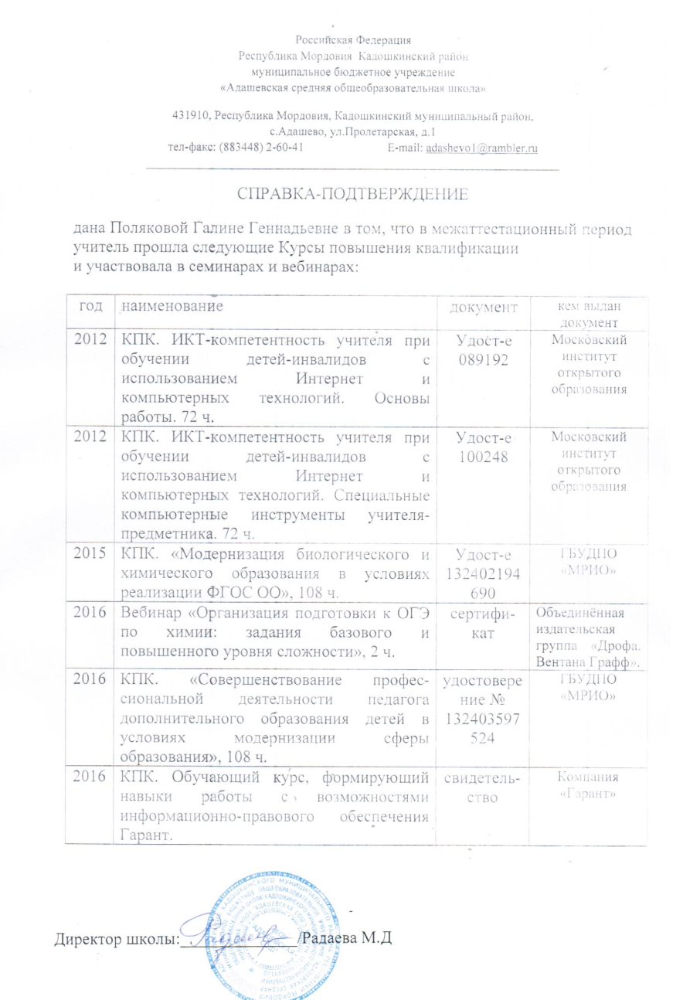 Российская Федерация
Республика Мордовия Кадошкинский район
муниципальное бюджетное учреждение
«Адашевская средняя общеобразовательная школа»
431910, Республика Мордовия, Кадошкинский муниципальный район,
с.Адашево, ул.Пролетарская, д.1
тел-факс: (883448) 2-60-41 E-mail: adashevo1@rambler.ru
СПРАВКА-ПОДТВЕРЖДЕНИЕ
дана Поляковой Галине Геннадьевне в том, что в межаттестационный период
учитель прошла следующие Курсы повышения квалификации
и участвовала в семинарах и вебинарах:
год наименование документ кем выдан
документ
2012 КПК. ИКТ-компетентность учителя при
обучении детей-инвалидов с
использованием Интернет и
компьютерных технологий. Основы
работы. 72 ч.
Удост-е
089192
Московский
институт
открытого
образования
2012 КПК. ИКТ-компетентность учителя при
обучении детей-инвалидов с
использованием Интернет и
компьютерных технологий. Специальные
компьютерные инструменты учителя-
предметника. 72 ч.
Удост-е
100248
Московский
институт
открытого
образования
2015 КПК. «Модернизация биологического и
химического образования в условиях
реализации ФГОС ОО», 108 ч.
Удост-е
132402194
690
ГБУДПО
«МРИО»
2016 Вебинар «Организация подготовки к ОГЭ
по химии: задания базового и
повышенного уровня сложности», 2 ч.
сертифи-
кат
Объединённая
издательская
группа «Дрофа.
Вентана Графф».
2016 КПК. «Совершенствование профес-
сиональной деятельности педагога
дополнительного образования детей в
условиях модернизации сферы
образования», 108 ч.
удостовере
ние №
132403597
524
ГБУДПО
«МРИО»
2016 КПК. Обучающий курс, формирующий
навыки работы с возможностями
информационно-правового обеспечения
Гарант.
свидетель-
ство
Компания
«Гарант»
Директор школы: /Радаева М.Д